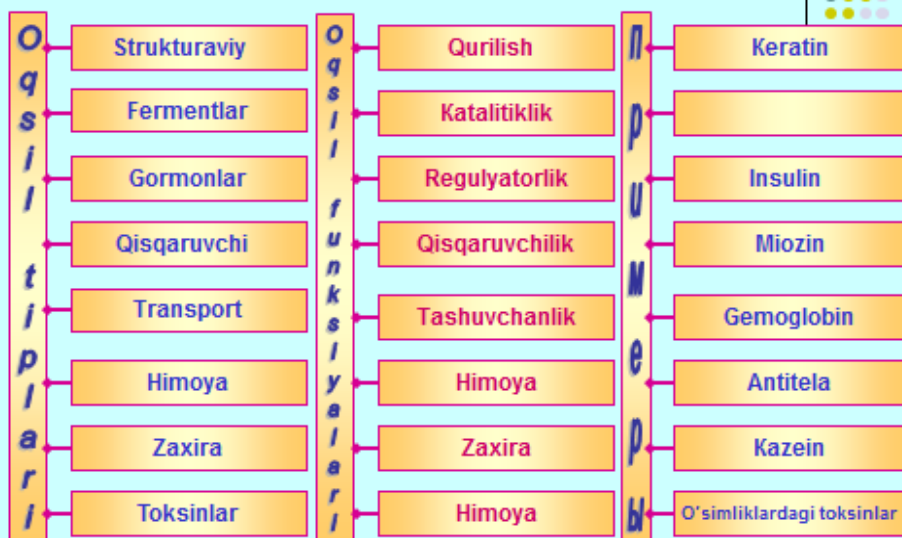 Oqsil tiplari
Strukturaviy
Fermentlar
Gormonlar
Qisqaruvchi
Transport
Himoya
Zaxira
Toksinlar
Oqsil funksiyalari
Qurilish
Katalitiklik
Regulyatorlik
Qisqaruvchilik
Tashuvchanlik
Himoya
Zaxira
Himoya
Примеры
Keratin
Insulin
Miozin
Gemoglobin
Antitela
Kazein
O'simliklardagi toksinlar